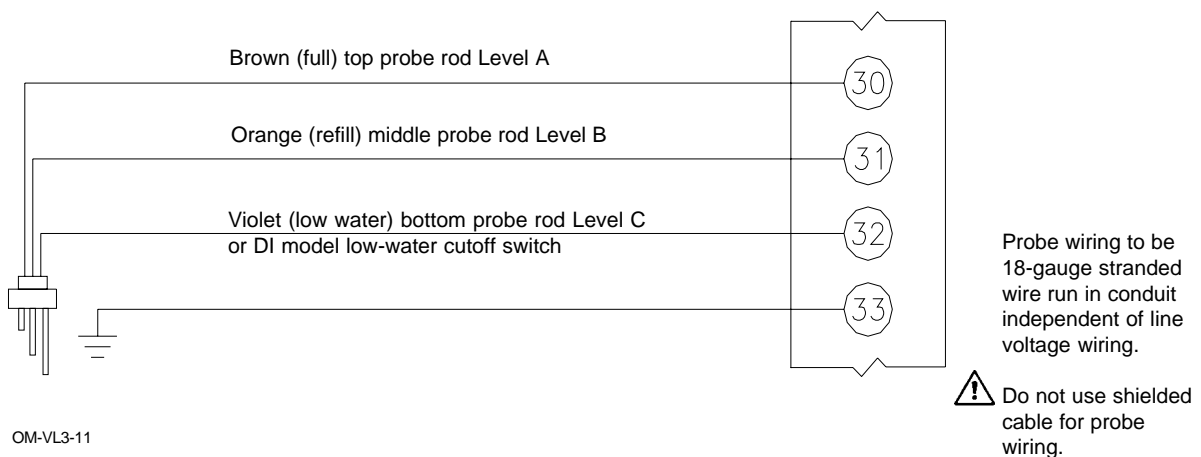 Brown (full) top probe rod Level A
30
Orange (refill) middle probe rod Level B
31
Violet (low water) bottom probe rod Level C
or DI model low-water cutoff switch
32
33
Probe wiring to be
18-gauge stranded
wire run in conduit
independent of line
voltage wiring.
Do not use shielded
cable for probe
wiring.
OM-VL3-11